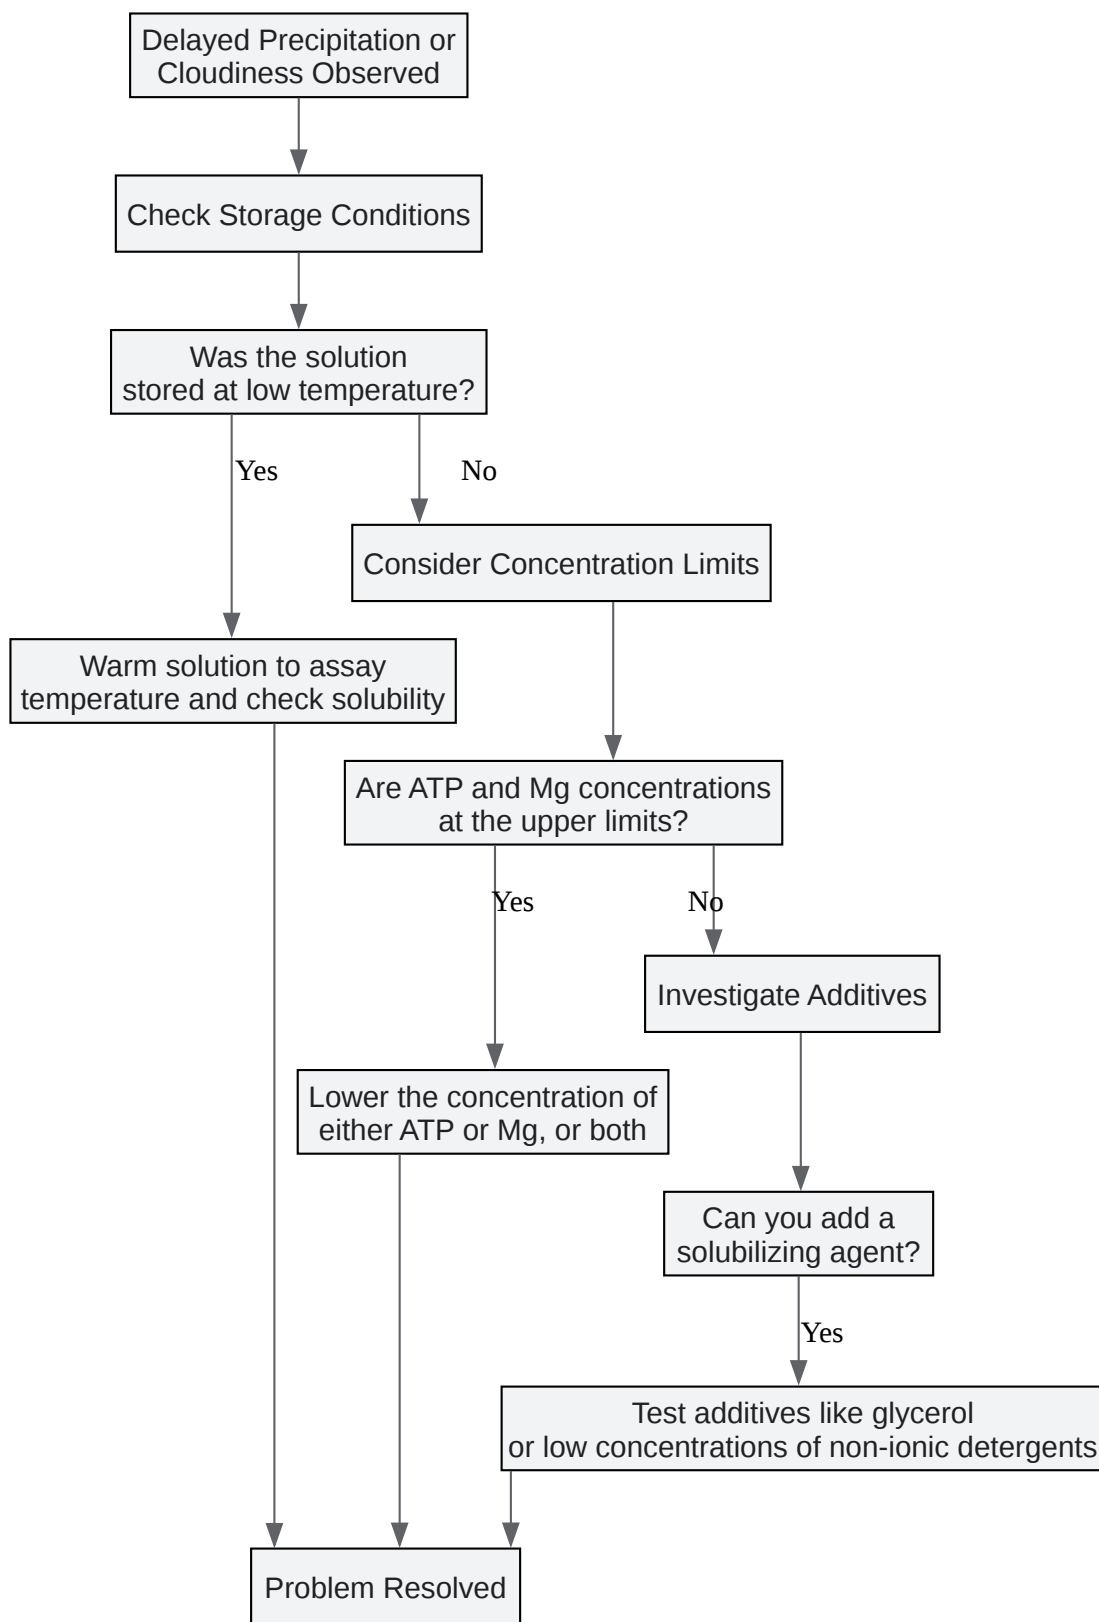 Delayed Precipitation or
Cloudiness Observed
Check Storage Conditions
Was the solution
stored at low temperature?
Yes
No
Consider Concentration Limits
Warm solution to assay
temperature and check solubility
Are ATP and Mg concentrations
at the upper limits?
Yes
No
Investigate Additives
Lower the concentration of
either ATP or Mg, or both
Can you add a
solubilizing agent?
Yes
Test additives like glycerol
or low concentrations of non-ionic detergents
Problem Resolved